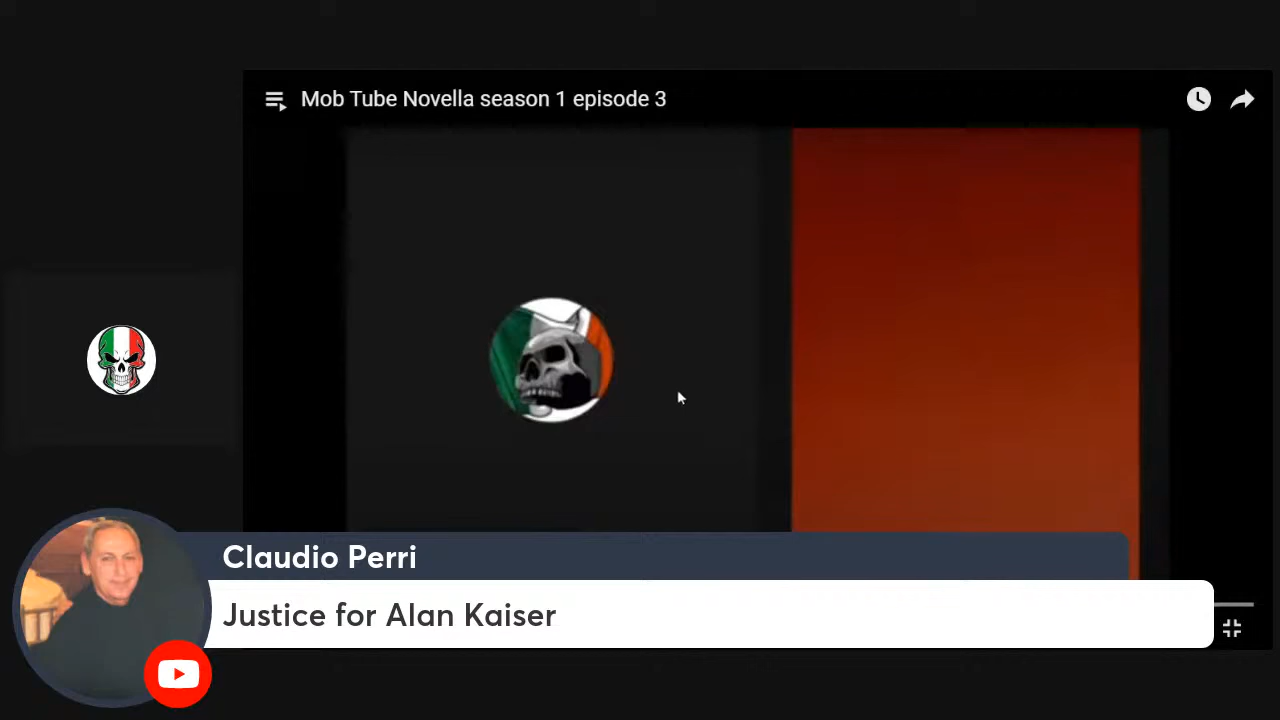 Mob Tube Novella season 1 episode 3
Claudio Perri
Justice for Alan Kaiser